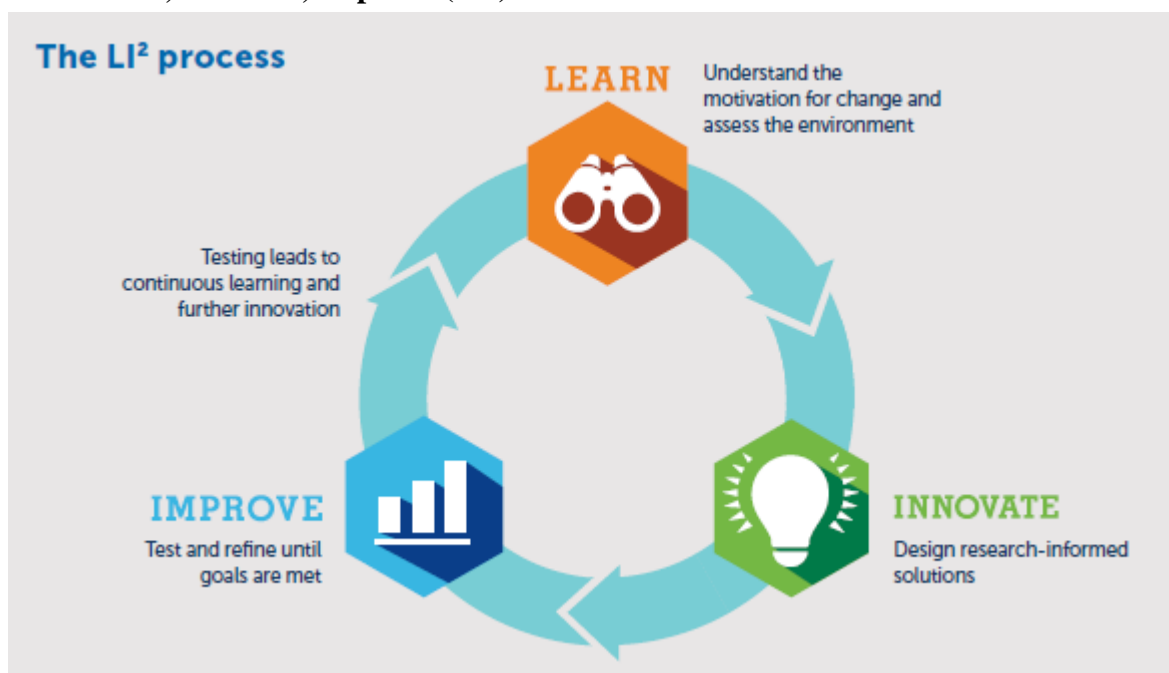 The LI² process
LEARN
Understand the
motivation for change and
assess the environment
Testing leads to
continuous learning and
further innovation
IMPROVE
Test and refine until
goals are met
INNOVATE
Design research-informed
solutions